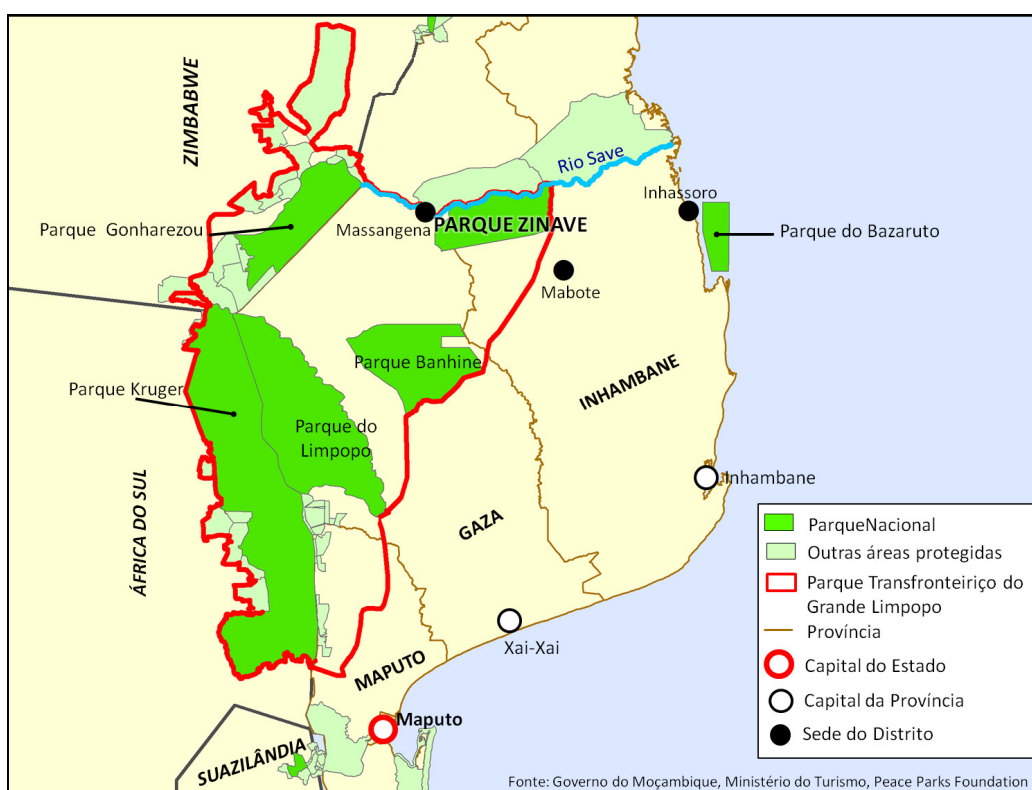 ZIMBABWE
Rio Save
Inhassoro
Parque Gonharezou
Massangena
PARQUE ZINAVE
Parque do Bazaruto
Mabote
Parque Banhine
INHAMBANE
Parque Kruger
Parque do
Limpopo
ÁFRICA DO SUL
Inhambane
GAZA
Xai-Xai
MAPUTO
Maputo
SUAZILÂNDIA
ParqueNacional
Outras áreas protegidas
Parque Transfronteiriço do
Grande Limpopo
Província
Capital do Estado
Capital da Província
Sede do Distrito
Fonte: Governo do Moçambique, Ministério do Turismo, Peace Parks Foundation